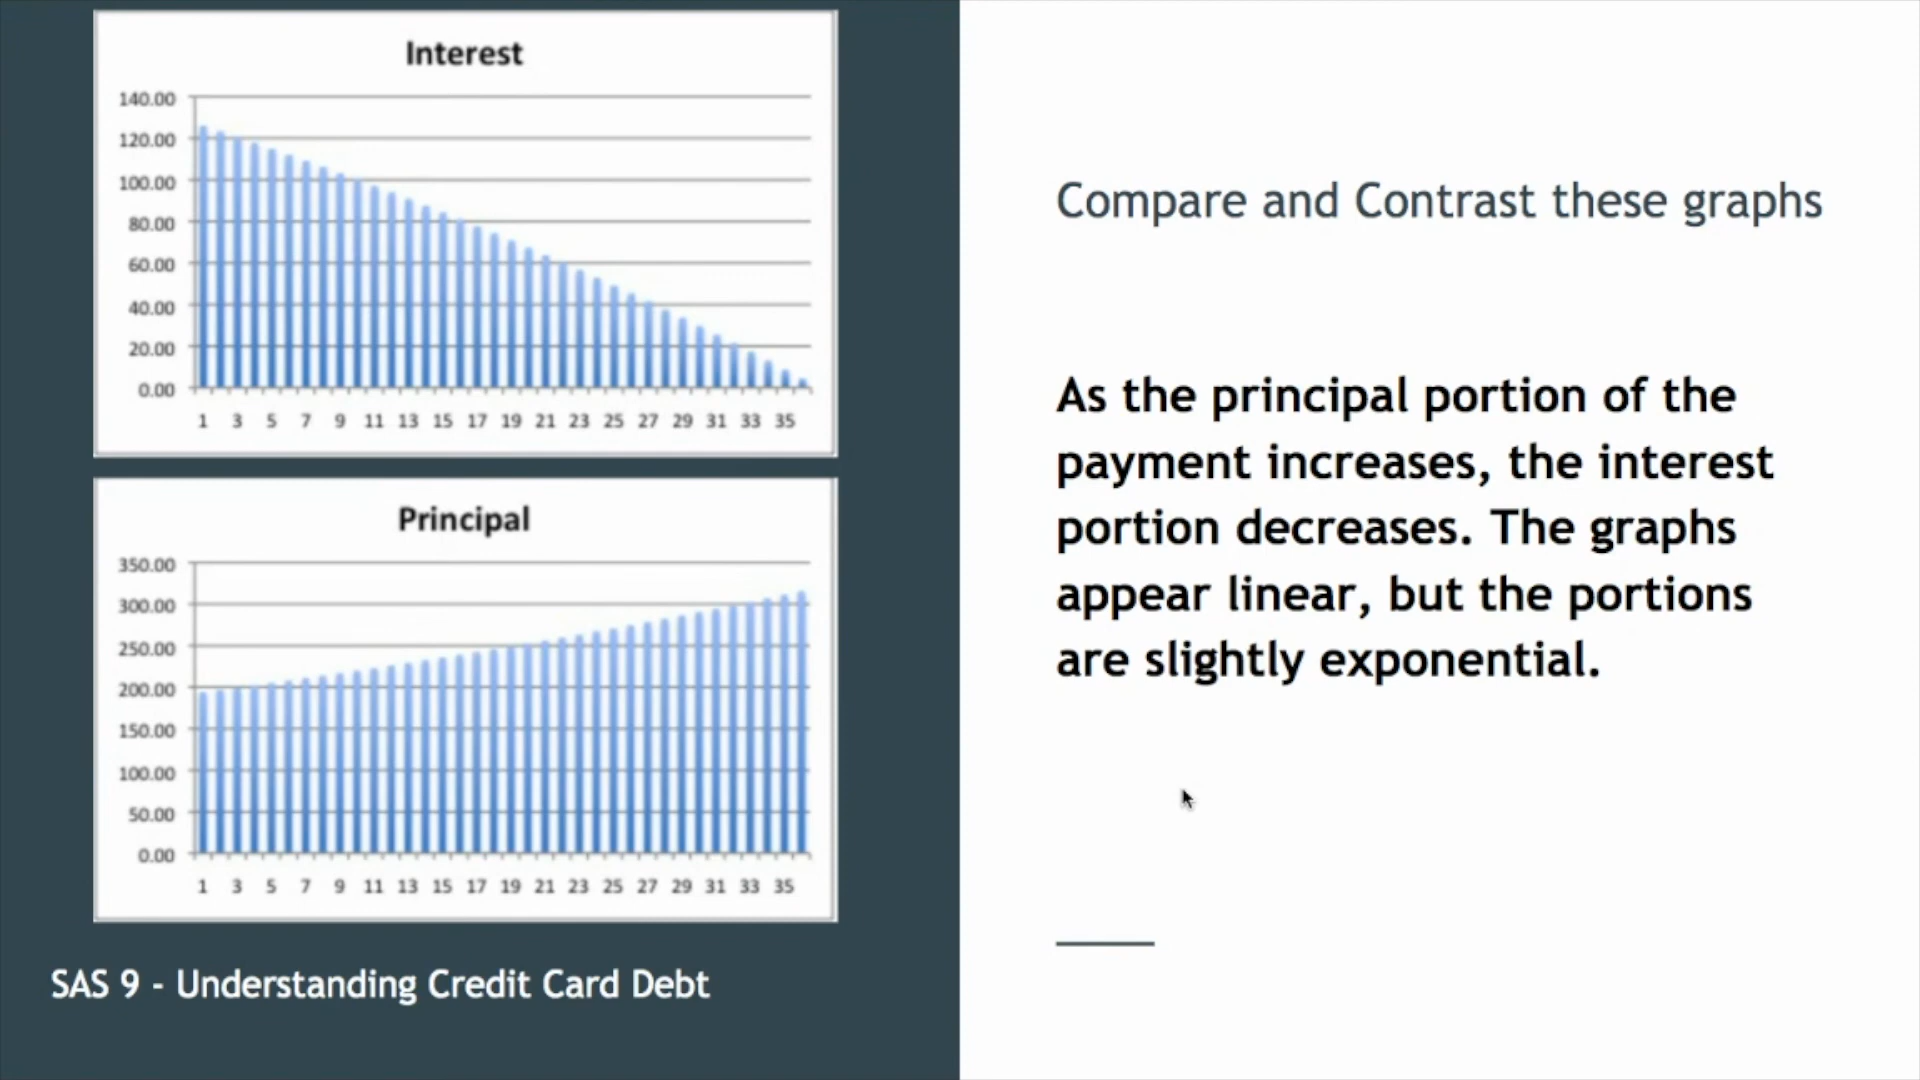 Interest
140.00
120.00
100.00
80.00
60.00
40.00
20.00
0.00
1 3 5 7 9 11 13 15 17 19 21 23 25 27 29 31 33 35
Principal
350.00
300.00
250.00
200.00
150.00
100.00
50.00
0.00
1 3 5 7 9 11 13 15 17 19 21 23 25 27 29 31 33 35
SAS 9 - Understanding Credit Card Debt
Compare and Contrast these graphs
As the principal portion of the
payment increases, the interest
portion decreases. The graphs
appear linear, but the portions
are slightly exponential.